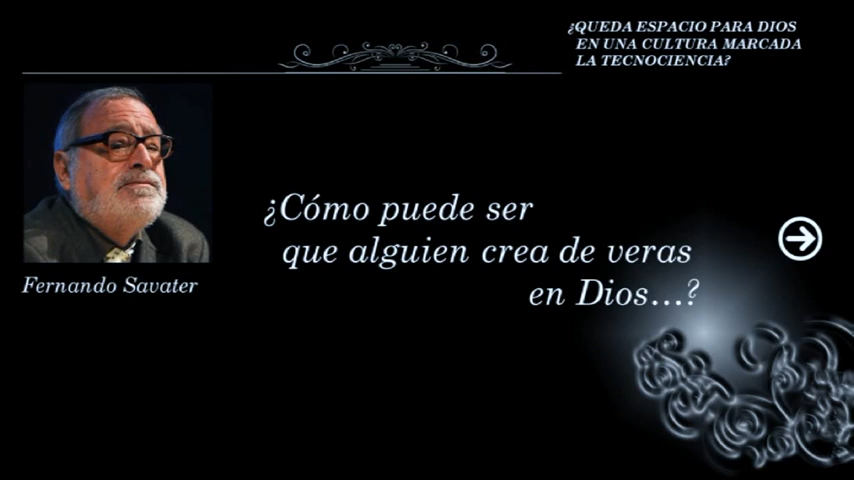 ¿QUEDA ESPACIO PARA DIOS
EN UNA CULTURA MARCADA
LA TECNOCIENCIA?
¿Cómo puede ser
que alguien crea de veras
en Dios...?
Fernando Savater